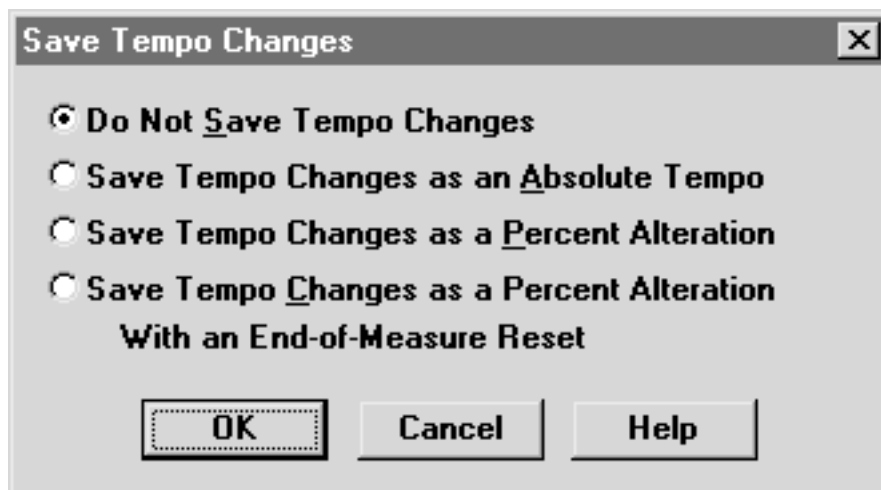 Save Tempo Changes
Do Not Save Tempo Changes
Save Tempo Changes as an Absolute Tempo
Save Tempo Changes as a Percent Alteration
Save Tempo Changes as a Percent Alteration
With an End-of-Measure Reset
OK Cancel Help